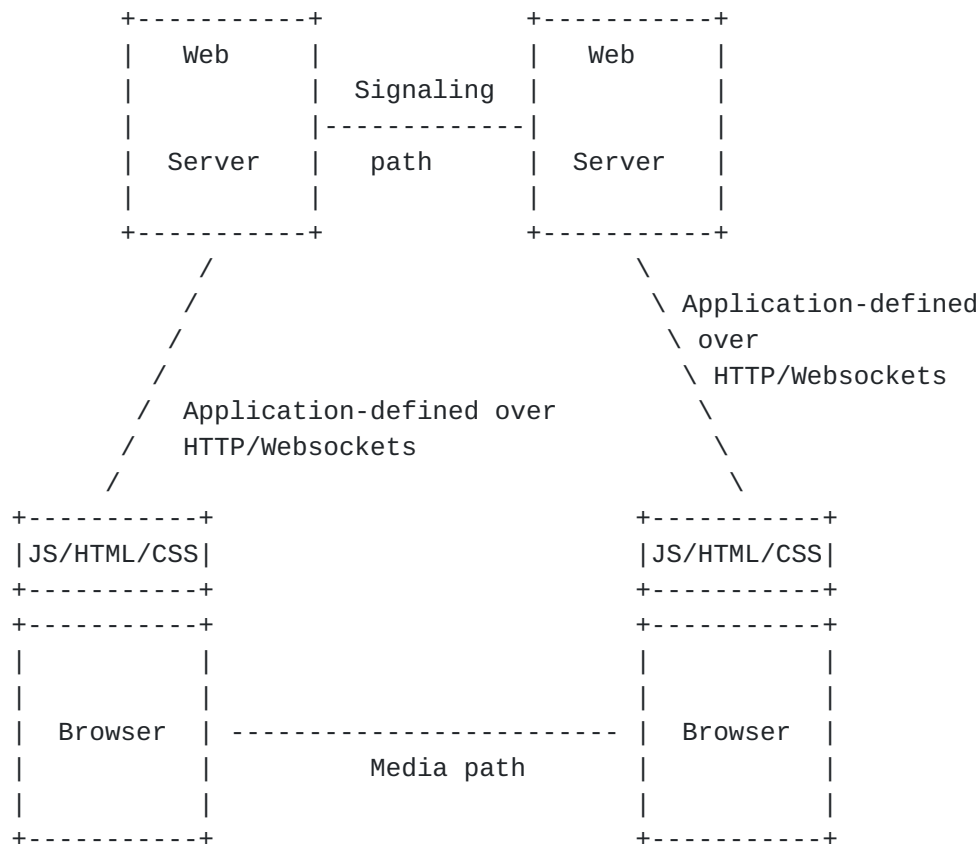 Web Web
Signaling
Server path Server
Application-defined
over
HTTP/Websockets
Application-defined over
HTTP/Websockets
JS/HTML/CSS JS/HTML/CSS
Browser Browser
Media path